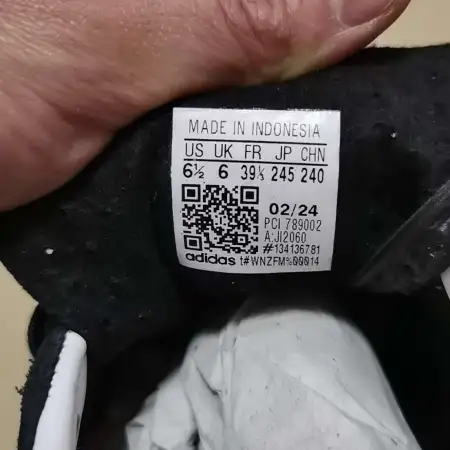 MADE IN INDONESIA
US UK FR JP CHN
6½ 6 39⅓ 245 240
02/24
PCI 789002
A:JI2060
#134136781
adidas t#WNZFM%00014